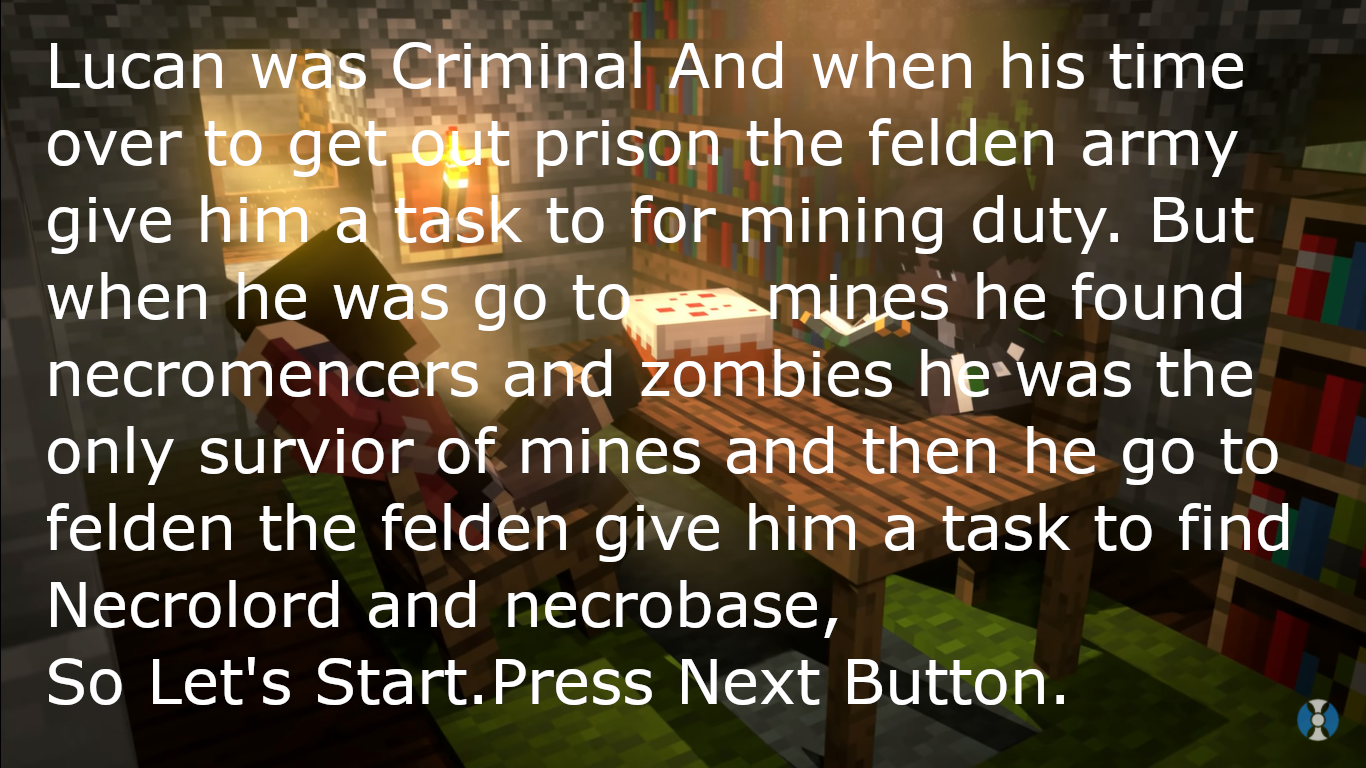 Lucan was Criminal And when his time
over to get out prison the felden army
give him a task to for mining duty. But
when he was go to mines he found
necromencers and zombies he was the
only survior of mines and then he go to
felden the felden give him a task to find
Necrolord and necrobase,
So Let's Start.Press Next Button.